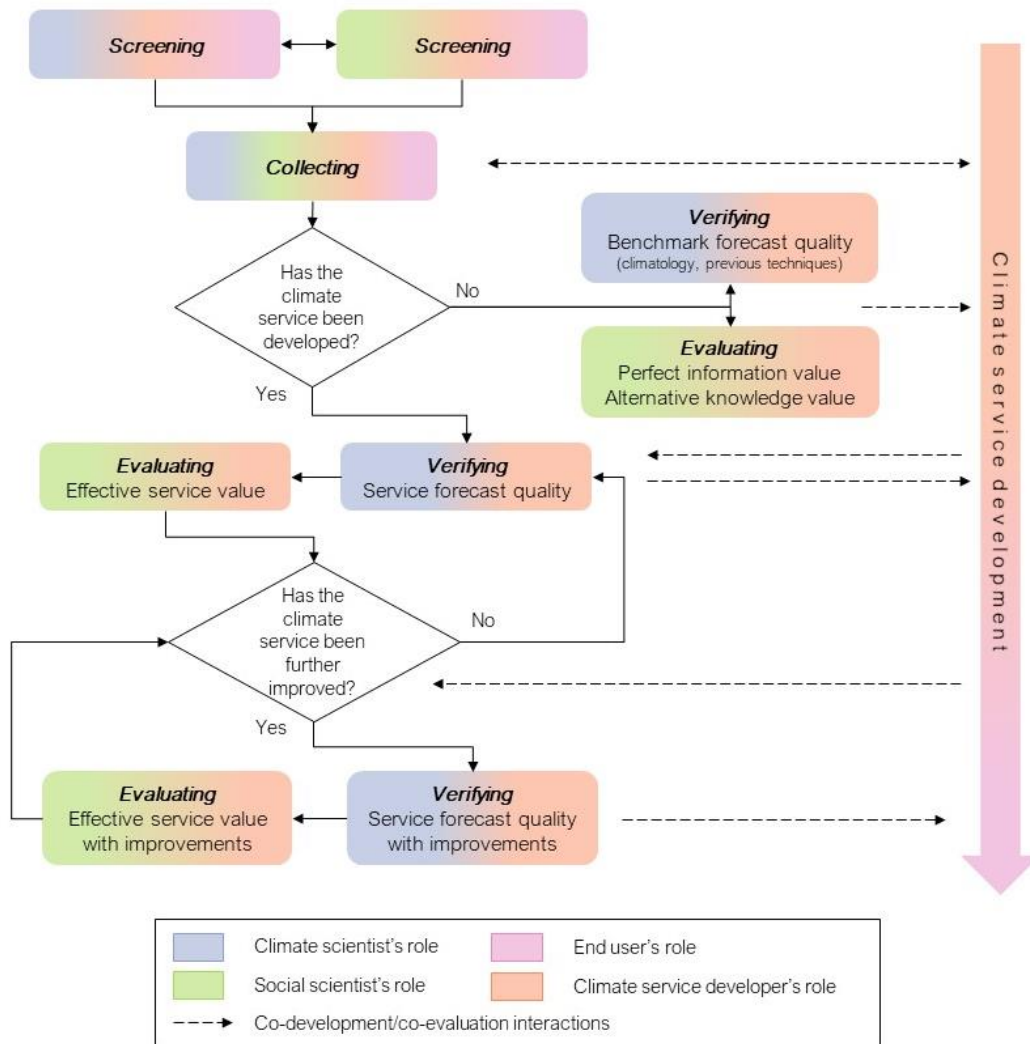 Screening
Screening
Collecting
Verifying
Benchmark forecast quality
(climatology, previous techniques)
Has the
climate
service been
developed?
No
Evaluating
Perfect information value
Alternative knowledge value
Yes
Evaluating
Effective service value
Verifying
Service forecast quality
Has the
climate
service been
further
improved?
No
Yes
Evaluating
Effective service value
with improvements
Verifying
Service forecast quality
with improvements
Climate service development
Climate scientist's role
End user's role
Social scientist's role
Climate service developer's role
Co-development/co-evaluation interactions